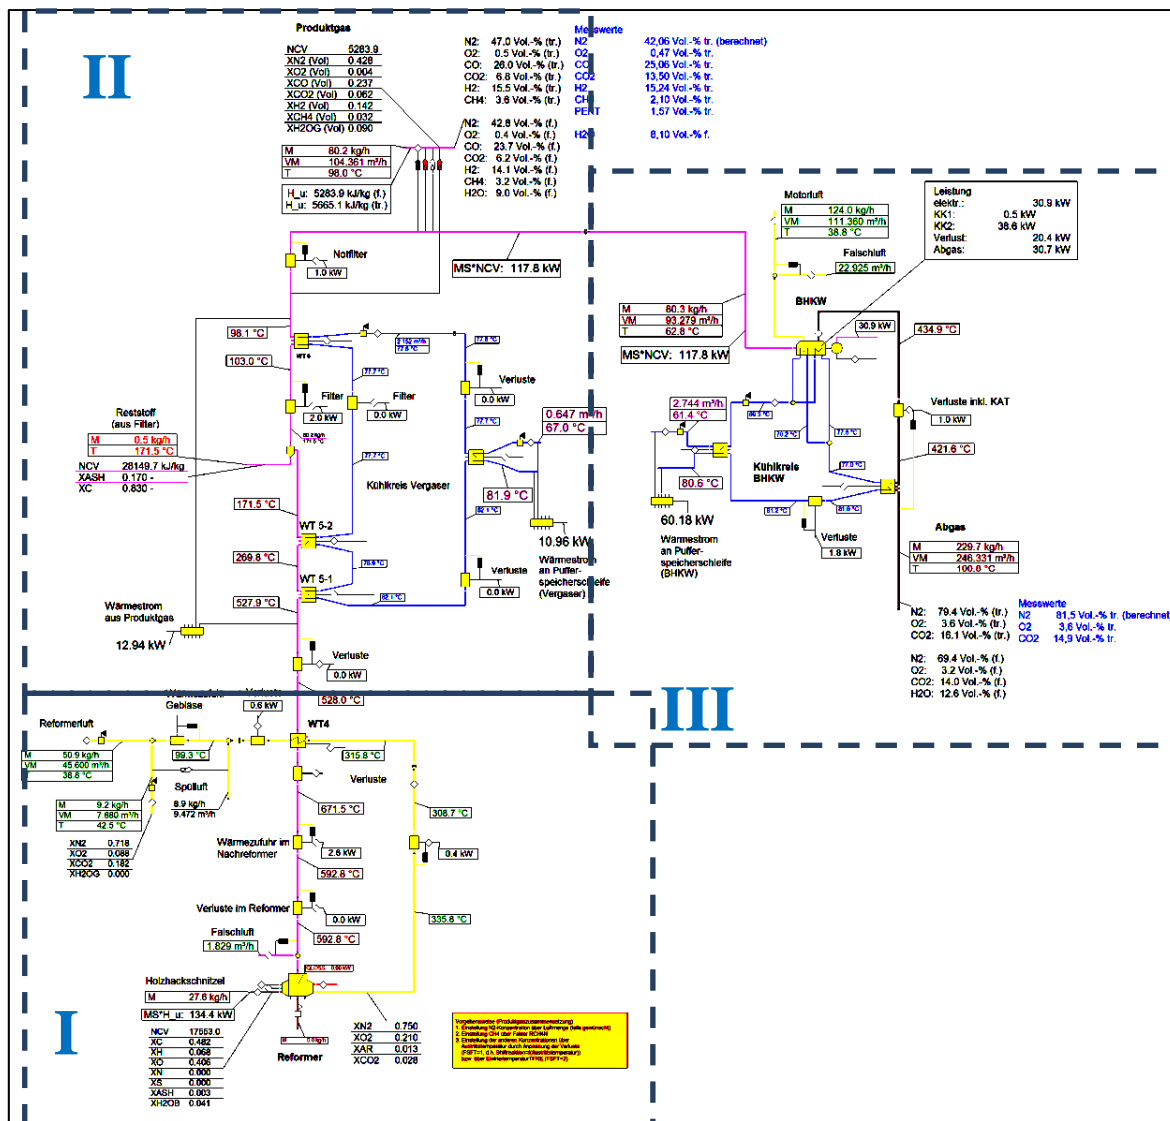 II
Produktgas
NCV 5283.9
XN2 (Vol) 0.428
XO2 (Vol) 0.004
XCO (Vol) 0.237
XCO2 (Vol) 0.062
XH2 (Vol) 0.142
XCH4 (Vol) 0.032
XH2OG (Vol) 0.090
M 80.2 kg/h
VM 104.361 m³/h
T 98.0 °C
H_u: 5283.9 kJ/kg (f.)
H_u: 5665.1 kJ/kg (tr.)
N2: 47.0 Vol.-% (tr.)
O2: 0.5 Vol.-% (tr.)
CO: 26.0 Vol.-% (tr.)
CO2: 6.8 Vol.-% (tr.)
H2: 15.5 Vol.-% (tr.)
CH4: 3.6 Vol.-% (tr.)
N2: 42.8 Vol.-% (f.)
O2: 0.4 Vol.-% (f.)
CO: 23.7 Vol.-% (f.)
CO2: 6.2 Vol.-% (f.)
H2: 14.1 Vol.-% (f.)
CH4: 3.2 Vol.-% (f.)
H2O: 9.0 Vol.-% (f.)
Messwerte
N2 42,06 Vol.-% tr. (berechnet)
O2 0,47 Vol.-% tr.
CO 25,06 Vol.-% tr.
CO2 13,50 Vol.-% tr.
H2 15,24 Vol.-% tr.
CH4 2,10 Vol.-% tr.
PENT 1,57 Vol.-% tr.
H2O 8,10 Vol.-% f.
Notfilter
1.0 kW
MS*NCV: 117.8 kW
98.1 °C
WT6
103.0 °C
77.7 °C
77.8 °C
Filter
2.0 kW
Filter
0.0 kW
Verluste
0.0 kW
77.7 °C
0.647 m³/h
67.0 °C
Reststoff
(aus Filter)
M 0.5 kg/h
T 171.5 °C
NCV 28149.7 kJ/kg
XASH 0.170 -
XC 0.830 -
77.7 °C
Kühlkreis Vergaser
81.9 °C
82.1 °C
171.5 °C
WT 5-2
10.96 kW
Wärmestrom
an Puffer-
speicherschleife
(Vergaser)
269.8 °C
WT 5-1
Verluste
0.0 kW
527.9 °C
82.1 °C
Wärmestrom
aus Produktgas
12.94 kW
Verluste
0.0 kW
528.0 °C
III
Motorluft
M 124.0 kg/h
VM 111.360 m³/h
T 38.8 °C
Falschluft
22.925 m³/h
Leistung
elektr.: 30.9 kW
KK1: 0.5 kW
KK2: 38.6 kW
Verlust: 20.4 kW
Abgas: 30.7 kW
M 80.3 kg/h
VM 93.279 m³/h
T 62.8 °C
MS*NCV: 117.8 kW
BHKW
30.9 kW
434.9 °C
Verluste inkl. KAT
1.0 kW
421.6 °C
2.744 m³/h
61.4 °C
70.2 °C
77.0 °C
Kühlkreis
BHKW
80.6 °C
81.2 °C
60.18 kW
Wärmestrom
an Puffer-
speicherschleife
(BHKW)
Verluste
1.8 kW
Abgas
M 229.7 kg/h
VM 246.331 m³/h
T 100.6 °C
N2: 79.4 Vol.-% (tr.)
O2: 3.6 Vol.-% (tr.)
CO2: 16.1 Vol.-% (tr.)
N2: 69.4 Vol.-% (f.)
O2: 3.2 Vol.-% (f.)
CO2: 14.0 Vol.-% (f.)
H2O: 12.6 Vol.-% (f.)
Messwerte
N2 81,5 Vol.-% tr. (berechnet)
O2 3,6 Vol.-% tr.
CO2 14,9 Vol.-% tr.
I
Reformerluft
M 50.9 kg/h
VM 45.600 m³/h
T 38.8 °C
Wärmezufuhr
Gebläse
99.3 °C
Verluste
0.6 kW
WT4
315.8 °C
Spülluft
8.9 kg/h
9.472 m³/h
M 9.2 kg/h
VM 7.680 m³/h
T 42.5 °C
XN2 0.718
XO2 0.088
XCO2 0.182
XH2OG 0.000
Verluste
671.5 °C
308.7 °C
Wärmezufuhr im
Nachreformer
2.6 kW
0.4 kW
592.8 °C
Verluste im Reformer
0.0 kW
335.6 °C
Falschluft
1.829 m³/h
592.8 °C
Holzhackschnitzel
M 27.6 kg/h
MS*H_u: 134.4 kW
NCV 17553.0
XC 0.482
XH 0.068
XO 0.406
XN 0.000
XS 0.000
XASH 0.003
XH2OB 0.041
Reformer
XN2 0.750
XO2 0.210
XAR 0.013
XCO2 0.028
Vorgehensweise (Produktgaszusammensetzung)